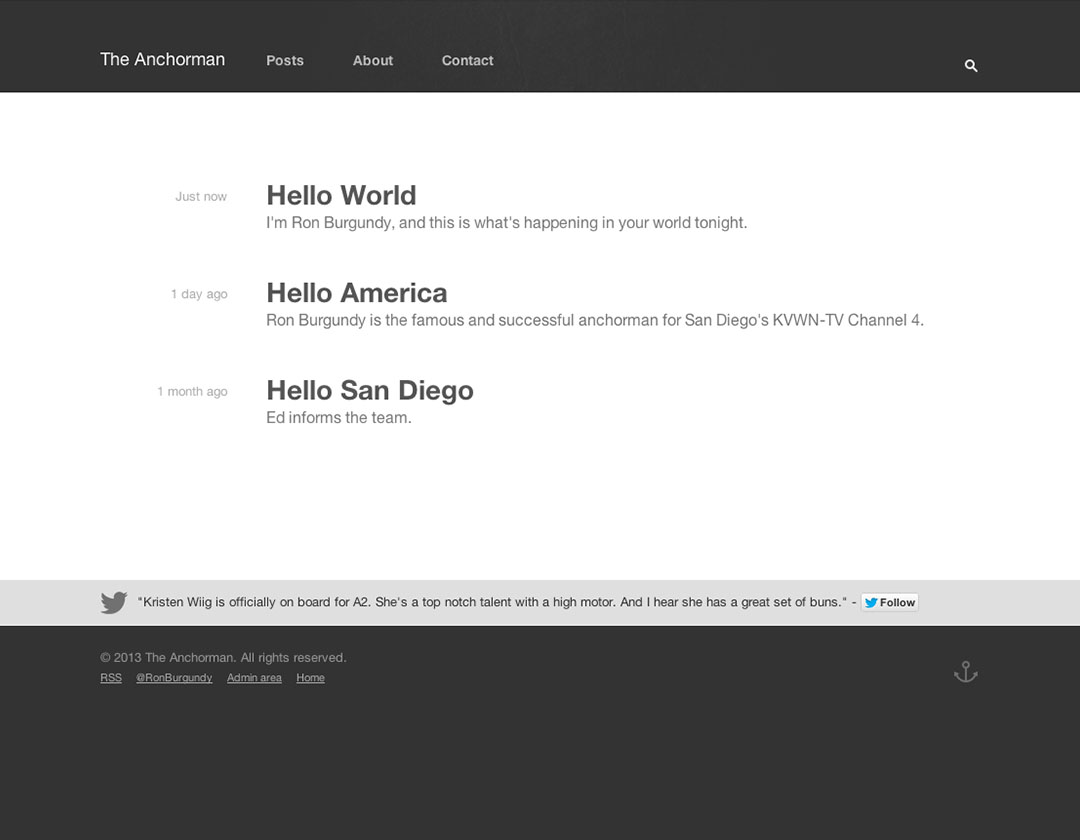 The Anchorman Posts About Contact
Just now Hello World
I'm Ron Burgundy, and this is what's happening in your world tonight.
1 day ago Hello America
Ron Burgundy is the famous and successful anchorman for San Diego's KVWN-TV Channel 4.
1 month ago Hello San Diego
Ed informs the team.
"Kristen Wiig is officially on board for A2. She's a top notch talent with a high motor. And I hear she has a great set of buns." - Follow
© 2013 The Anchorman. All rights reserved.
RSS @RonBurgundy Admin area Home